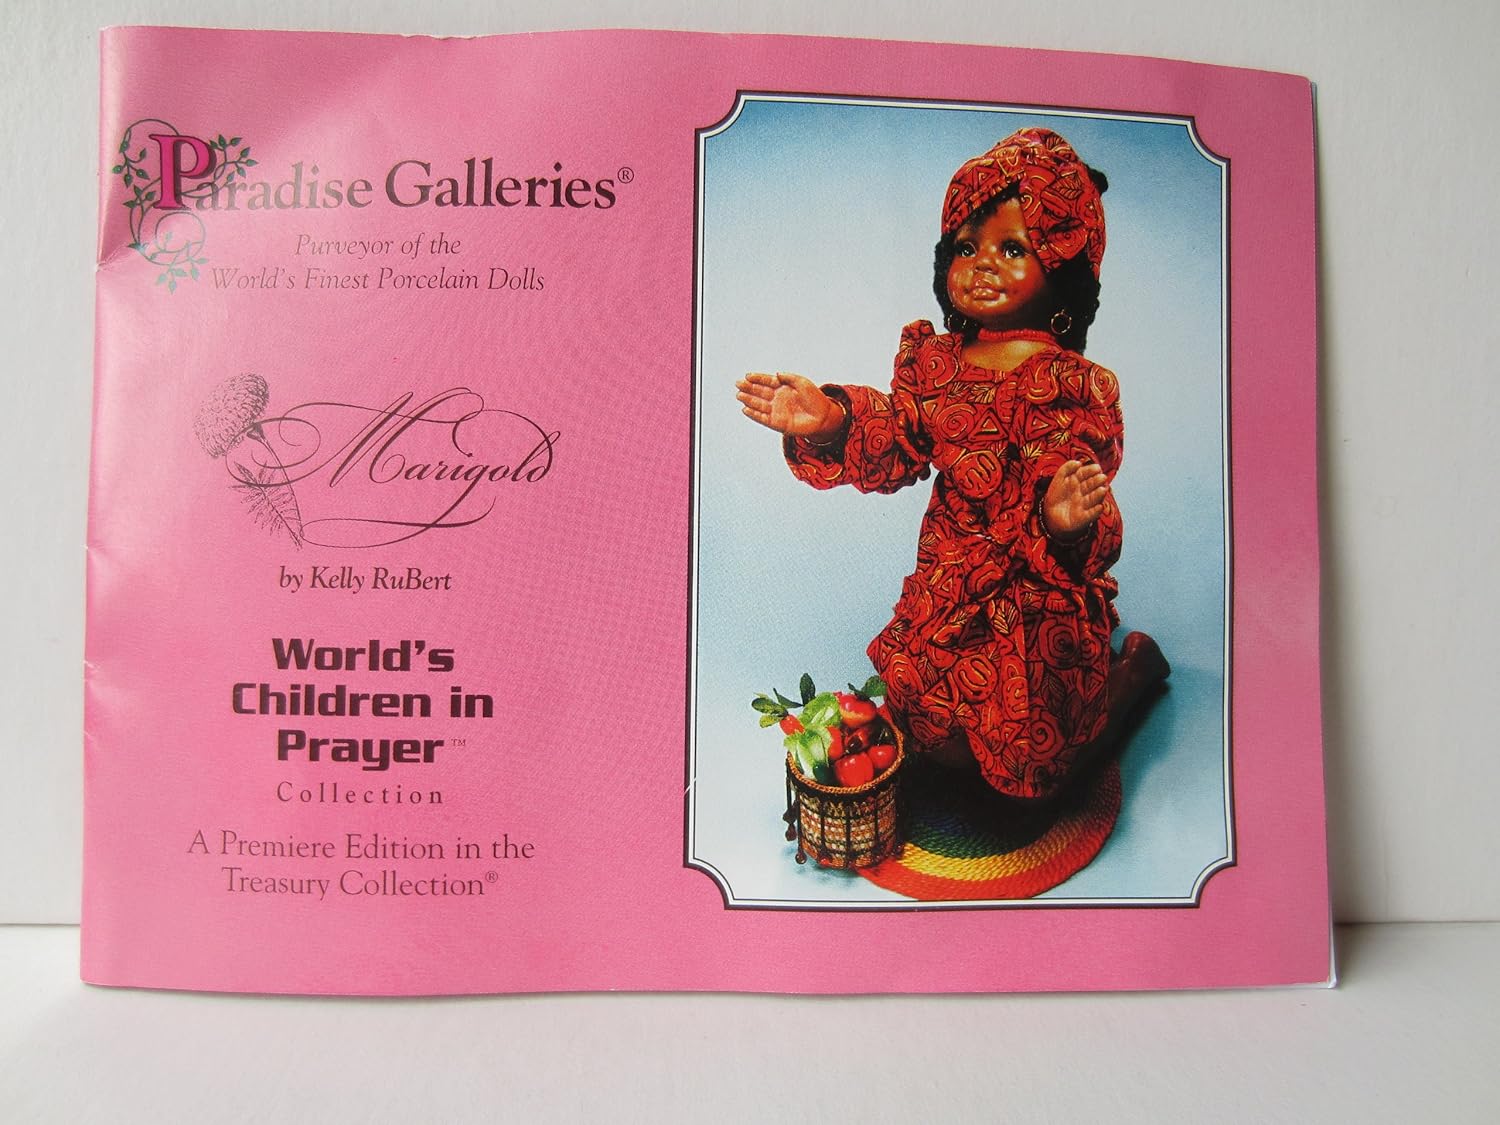 Paradise Galleries®
Purveyor of the
World's Finest Porcelain Dolls
Marigold
by Kelly RuBert
World's
Children in
Prayer™
Collection
A Premiere Edition in the
Treasury Collection®